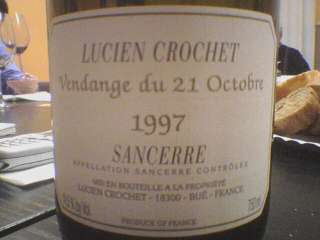 LUCIEN CROCHET
Vendange du 21 Octobre
1997
SANCERRE
APPELLATION SANCERRE CONTRÔLÉE
MIS EN BOUTEILLE A LA PROPRIÉTÉ
LUCIEN CROCHET - 18300 - BUÉ - FRANCE
750ml
PRODUCE OF FRANCE